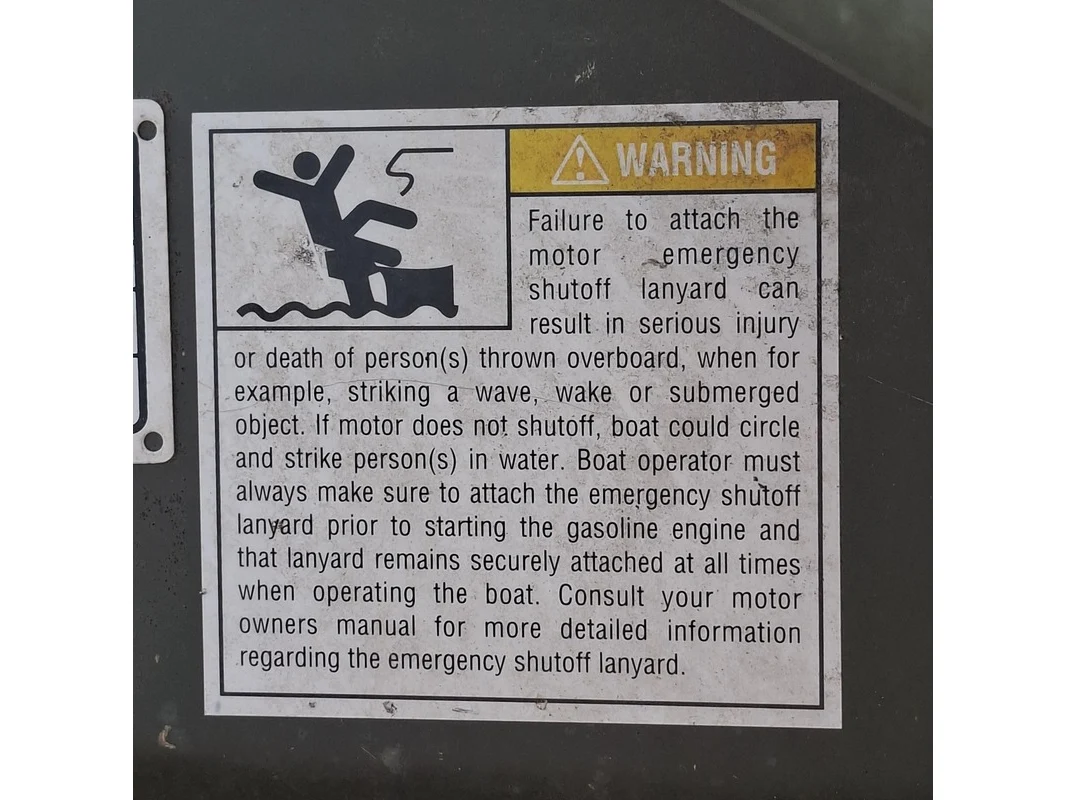 WARNING
Failure to attach the
motor emergency
shutoff lanyard can
result in serious injury
or death of person(s) thrown overboard, when for
example, striking a wave, wake or submerged
object. If motor does not shutoff, boat could circle
and strike person(s) in water. Boat operator must
always make sure to attach the emergency shutoff
lanyard prior to starting the gasoline engine and
that lanyard remains securely attached at all times
when operating the boat. Consult your motor
owners manual for more detailed information
regarding the emergency shutoff lanyard.